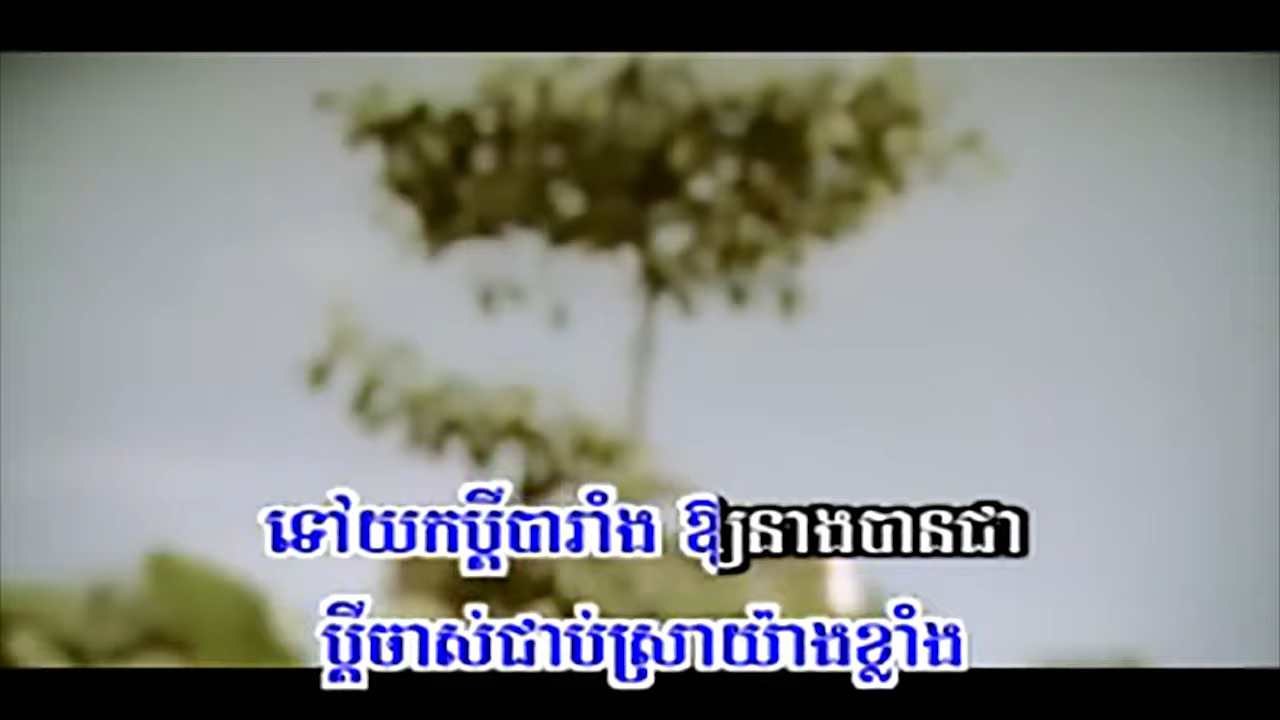 ទៅយកប្ដីបារាំង ឱ្យនាងបានជា
ប្ដីចាស់ជាប់ស្រាយ៉ាងខ្លាំង